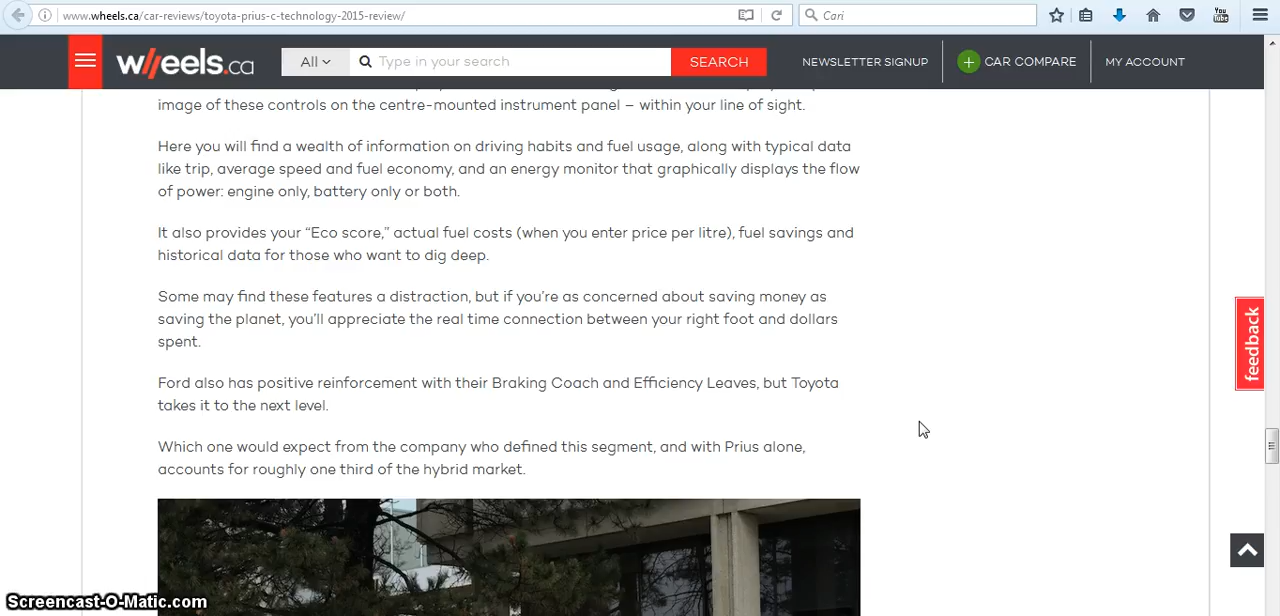 www.wheels.ca/car-reviews/toyota-prius-c-technology-2015-review/
Cari
You
Tube
wheels.ca
All
Type in your search
SEARCH
NEWSLETTER SIGNUP
CAR COMPARE
MY ACCOUNT
image of these controls on the centre-mounted instrument panel – within your line of sight.
Here you will find a wealth of information on driving habits and fuel usage, along with typical data
like trip, average speed and fuel economy, and an energy monitor that graphically displays the flow
of power: engine only, battery only or both.
It also provides your “Eco score,” actual fuel costs (when you enter price per litre), fuel savings and
historical data for those who want to dig deep.
Some may find these features a distraction, but if you’re as concerned about saving money as
saving the planet, you’ll appreciate the real time connection between your right foot and dollars
spent.
Ford also has positive reinforcement with their Braking Coach and Efficiency Leaves, but Toyota
takes it to the next level.
Which one would expect from the company who defined this segment, and with Prius alone,
accounts for roughly one third of the hybrid market.
feedback
Screencast-O-Matic.com